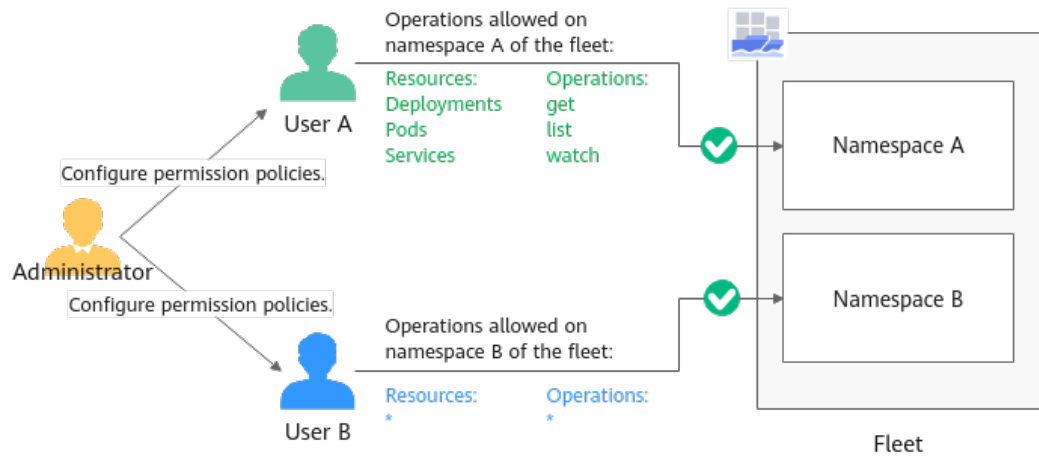 Operations allowed on
namespace A of the fleet:
Resources: Operations:
Deployments get
Pods list
Services watch
User A
Configure permission policies.
Administrator
Configure permission policies.
Operations allowed on
namespace B of the fleet:
Resources: Operations:
* *
User B
Namespace A
Namespace B
Fleet